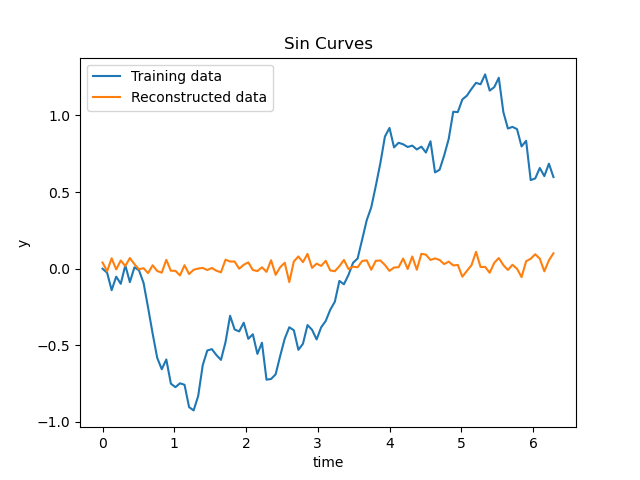 Sin Curves
Training data
Reconstructed data
1.0
0.5
0.0
−0.5
−1.0
y
0 1 2 3 4 5 6
time